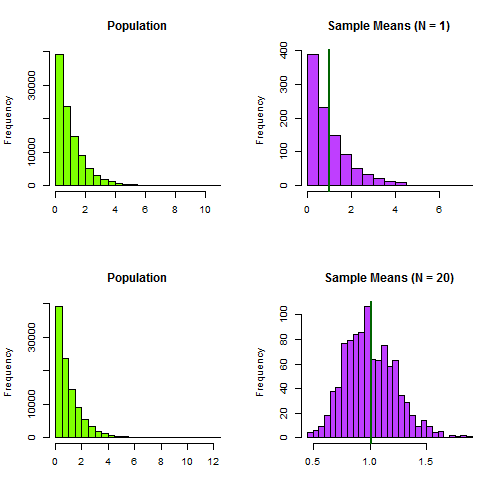 Population
Frequency
30000
10000
0
0 2 4 6 8 10
Sample Means (N = 1)
Frequency
400
300
200
100
0
0 2 4 6
Population
Frequency
30000
10000
0
0 2 4 6 8 10 12
Sample Means (N = 20)
Frequency
100
80
60
40
20
0
0.5 1.0 1.5